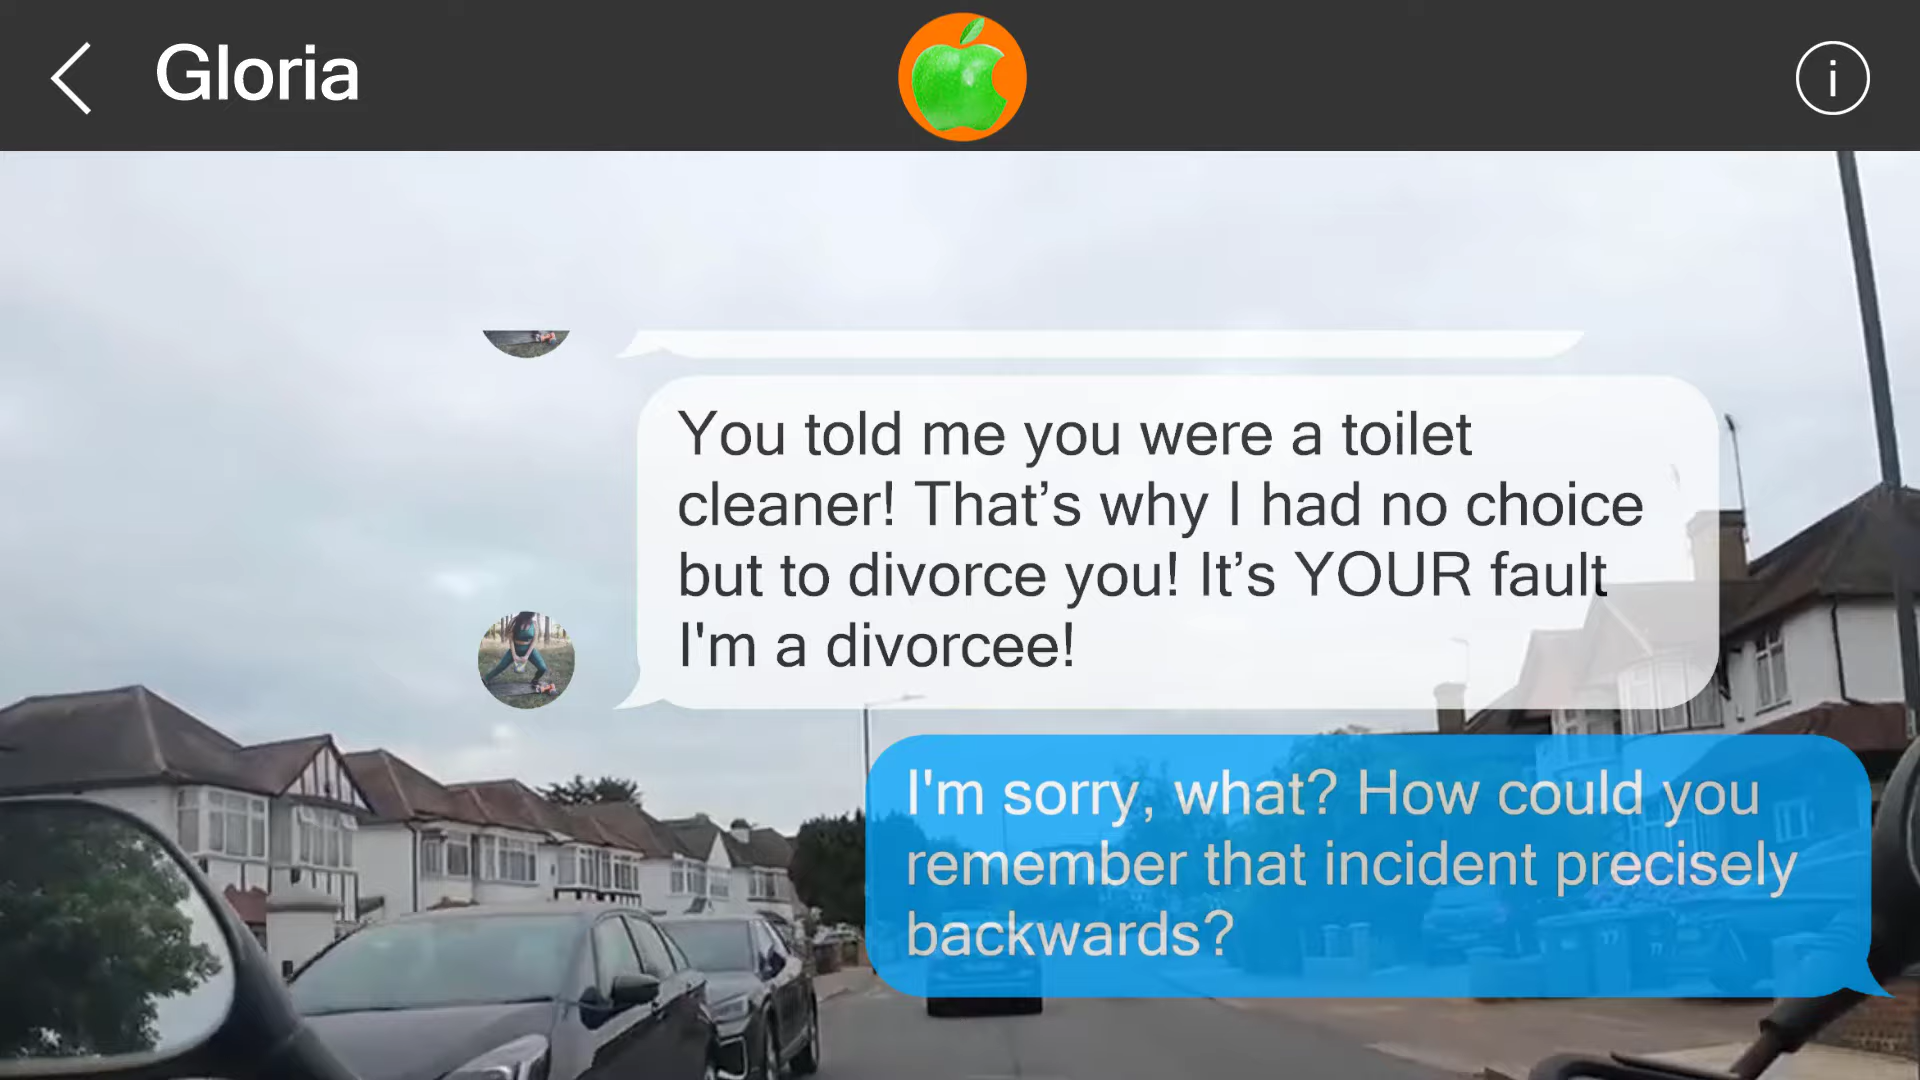 Gloria
i
You told me you were a toilet
cleaner! That’s why I had no choice
but to divorce you! It’s YOUR fault
I'm a divorcee!
I'm sorry, what? How could you
remember that incident precisely
backwards?